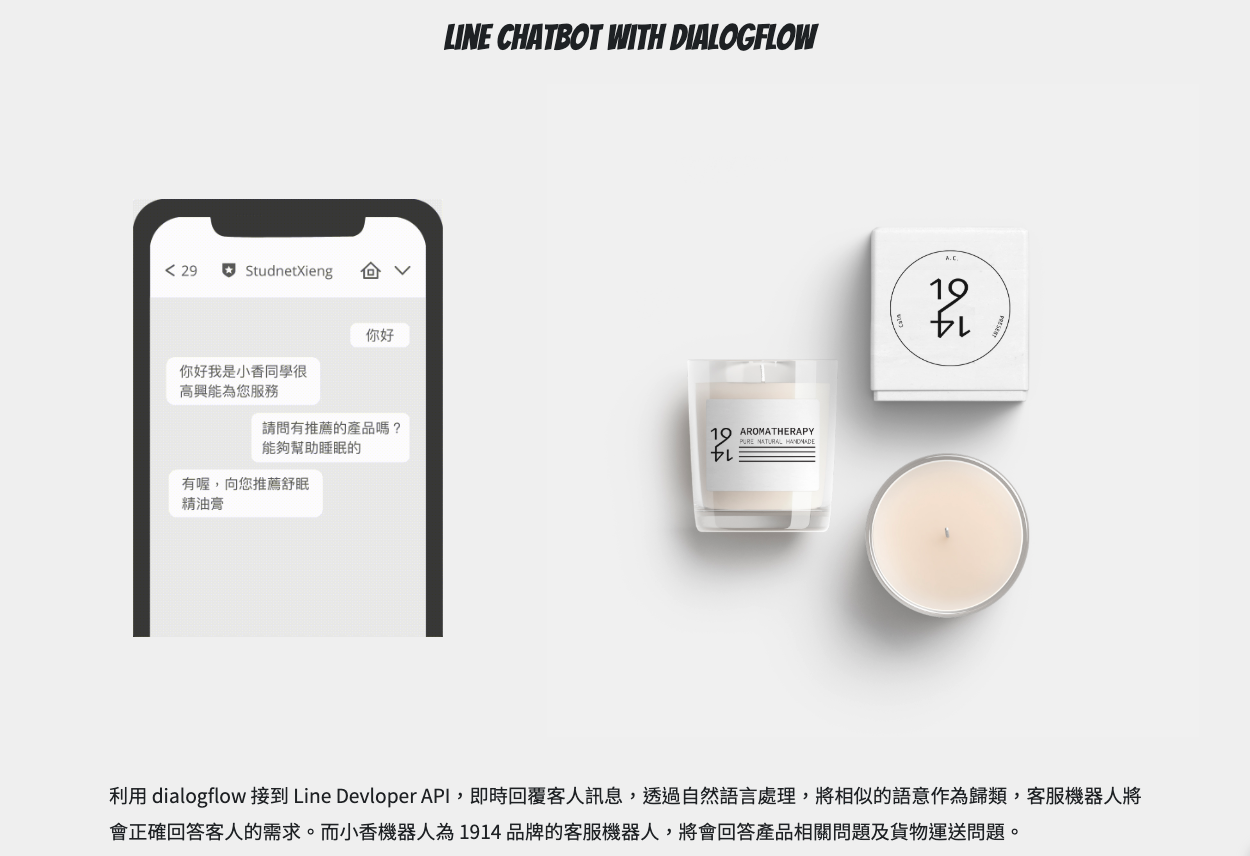 LINE CHATBOT WITH DIALOGFLOW
< 29 StudnetXieng
你好
你好我是小香同學很
高興能為您服務
請問有推薦的產品嗎？
能夠幫助睡眠的
有喔，向您推薦舒眠
精油膏
A.C.
19
14
Cola
PRESENT
19
14
AROMATHERAPY
PURE NATURAL HANDMADE
利用 dialogflow 接到 Line Devloper API，即時回覆客人訊息，透過自然語言處理，將相似的語意作為歸類，客服機器人將
會正確回答客人的需求。而小香機器人為 1914 品牌的客服機器人，將會回答產品相關問題及貨物運送問題。